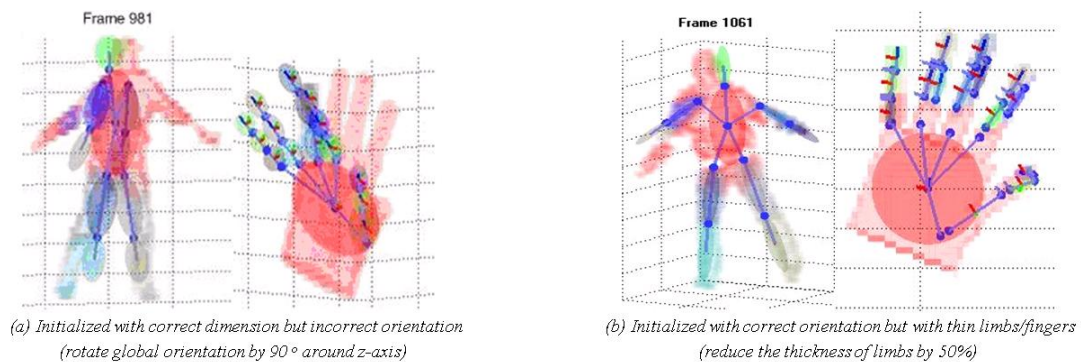 Frame 981
Frame 1061
(a) Initialized with correct dimension but incorrect orientation
(rotate global orientation by 90 ° around z-axis)
(b) Initialized with correct orientation but with thin limbs/fingers
(reduce the thickness of limbs by 50%)